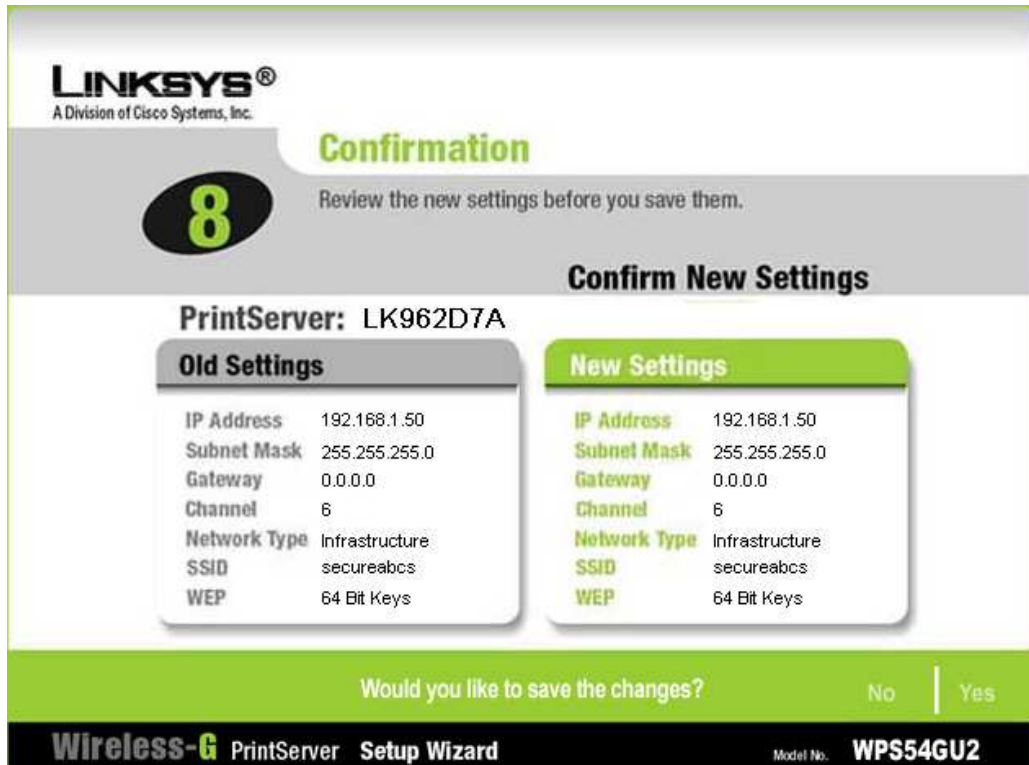 LINKSYS®
A Division of Cisco Systems, Inc.
Confirmation
8
Review the new settings before you save them.
Confirm New Settings
PrintServer: LK962D7A
Old Settings
IP Address 192.168.1.50
Subnet Mask 255.255.255.0
Gateway 0.0.0.0
Channel 6
Network Type Infrastructure
SSID secureabcs
WEP 64 Bit Keys
New Settings
IP Address 192.168.1.50
Subnet Mask 255.255.255.0
Gateway 0.0.0.0
Channel 6
Network Type Infrastructure
SSID secureabcs
WEP 64 Bit Keys
Would you like to save the changes? No Yes
Wireless-G PrintServer Setup Wizard Model No. WPS54GU2